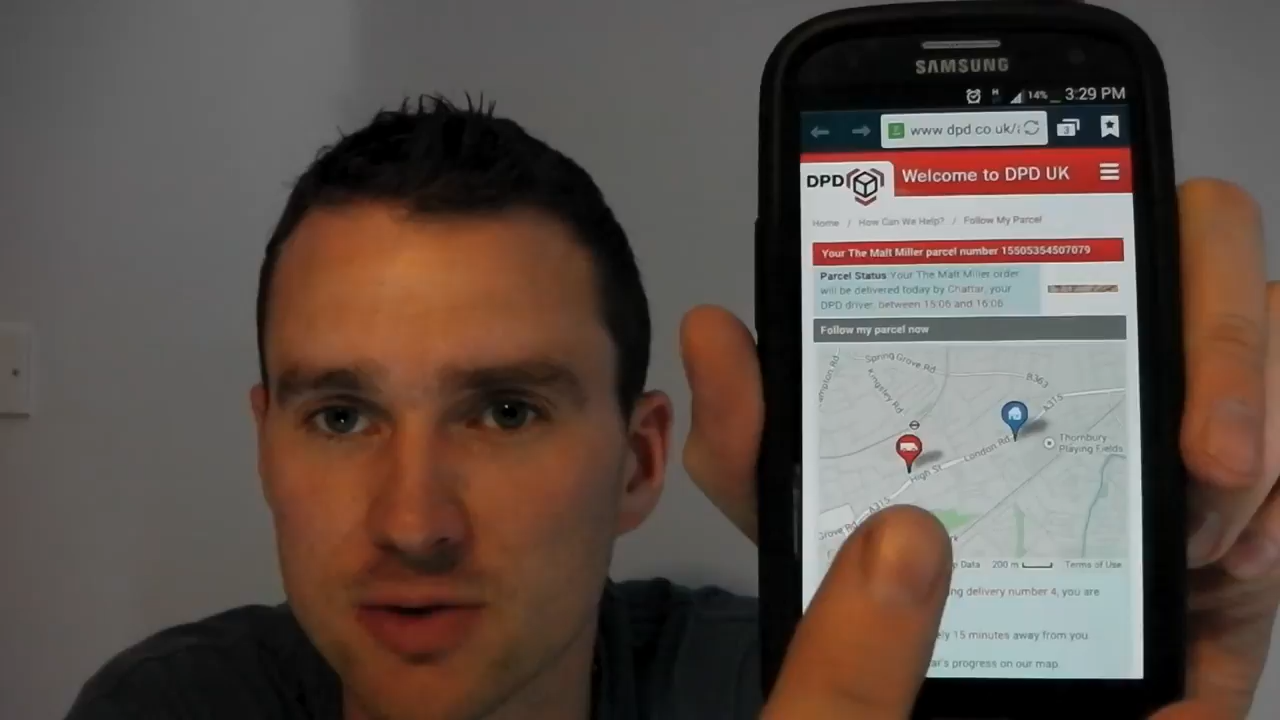 SAMSUNG
H 14% 3:29 PM
www dpd.co.uk/
3
DPD
Welcome to DPD UK
Home / How Can We Help? / Follow My Parcel
Your The Malt Miller parcel number 15505354507079
Parcel Status Your The Malt Miller order
will be delivered today by Chattar, your
DPD driver, between 15:06 and 16:06
Follow my parcel now
Spring Grove Rd
Kingsley Rd
B363
A315
London Rd
Thornbury
Playing Fields
High St
A315
Grove Rd
Data 200 m Terms of Use
delivery number 4, you are
15 minutes away from you
progress on our map